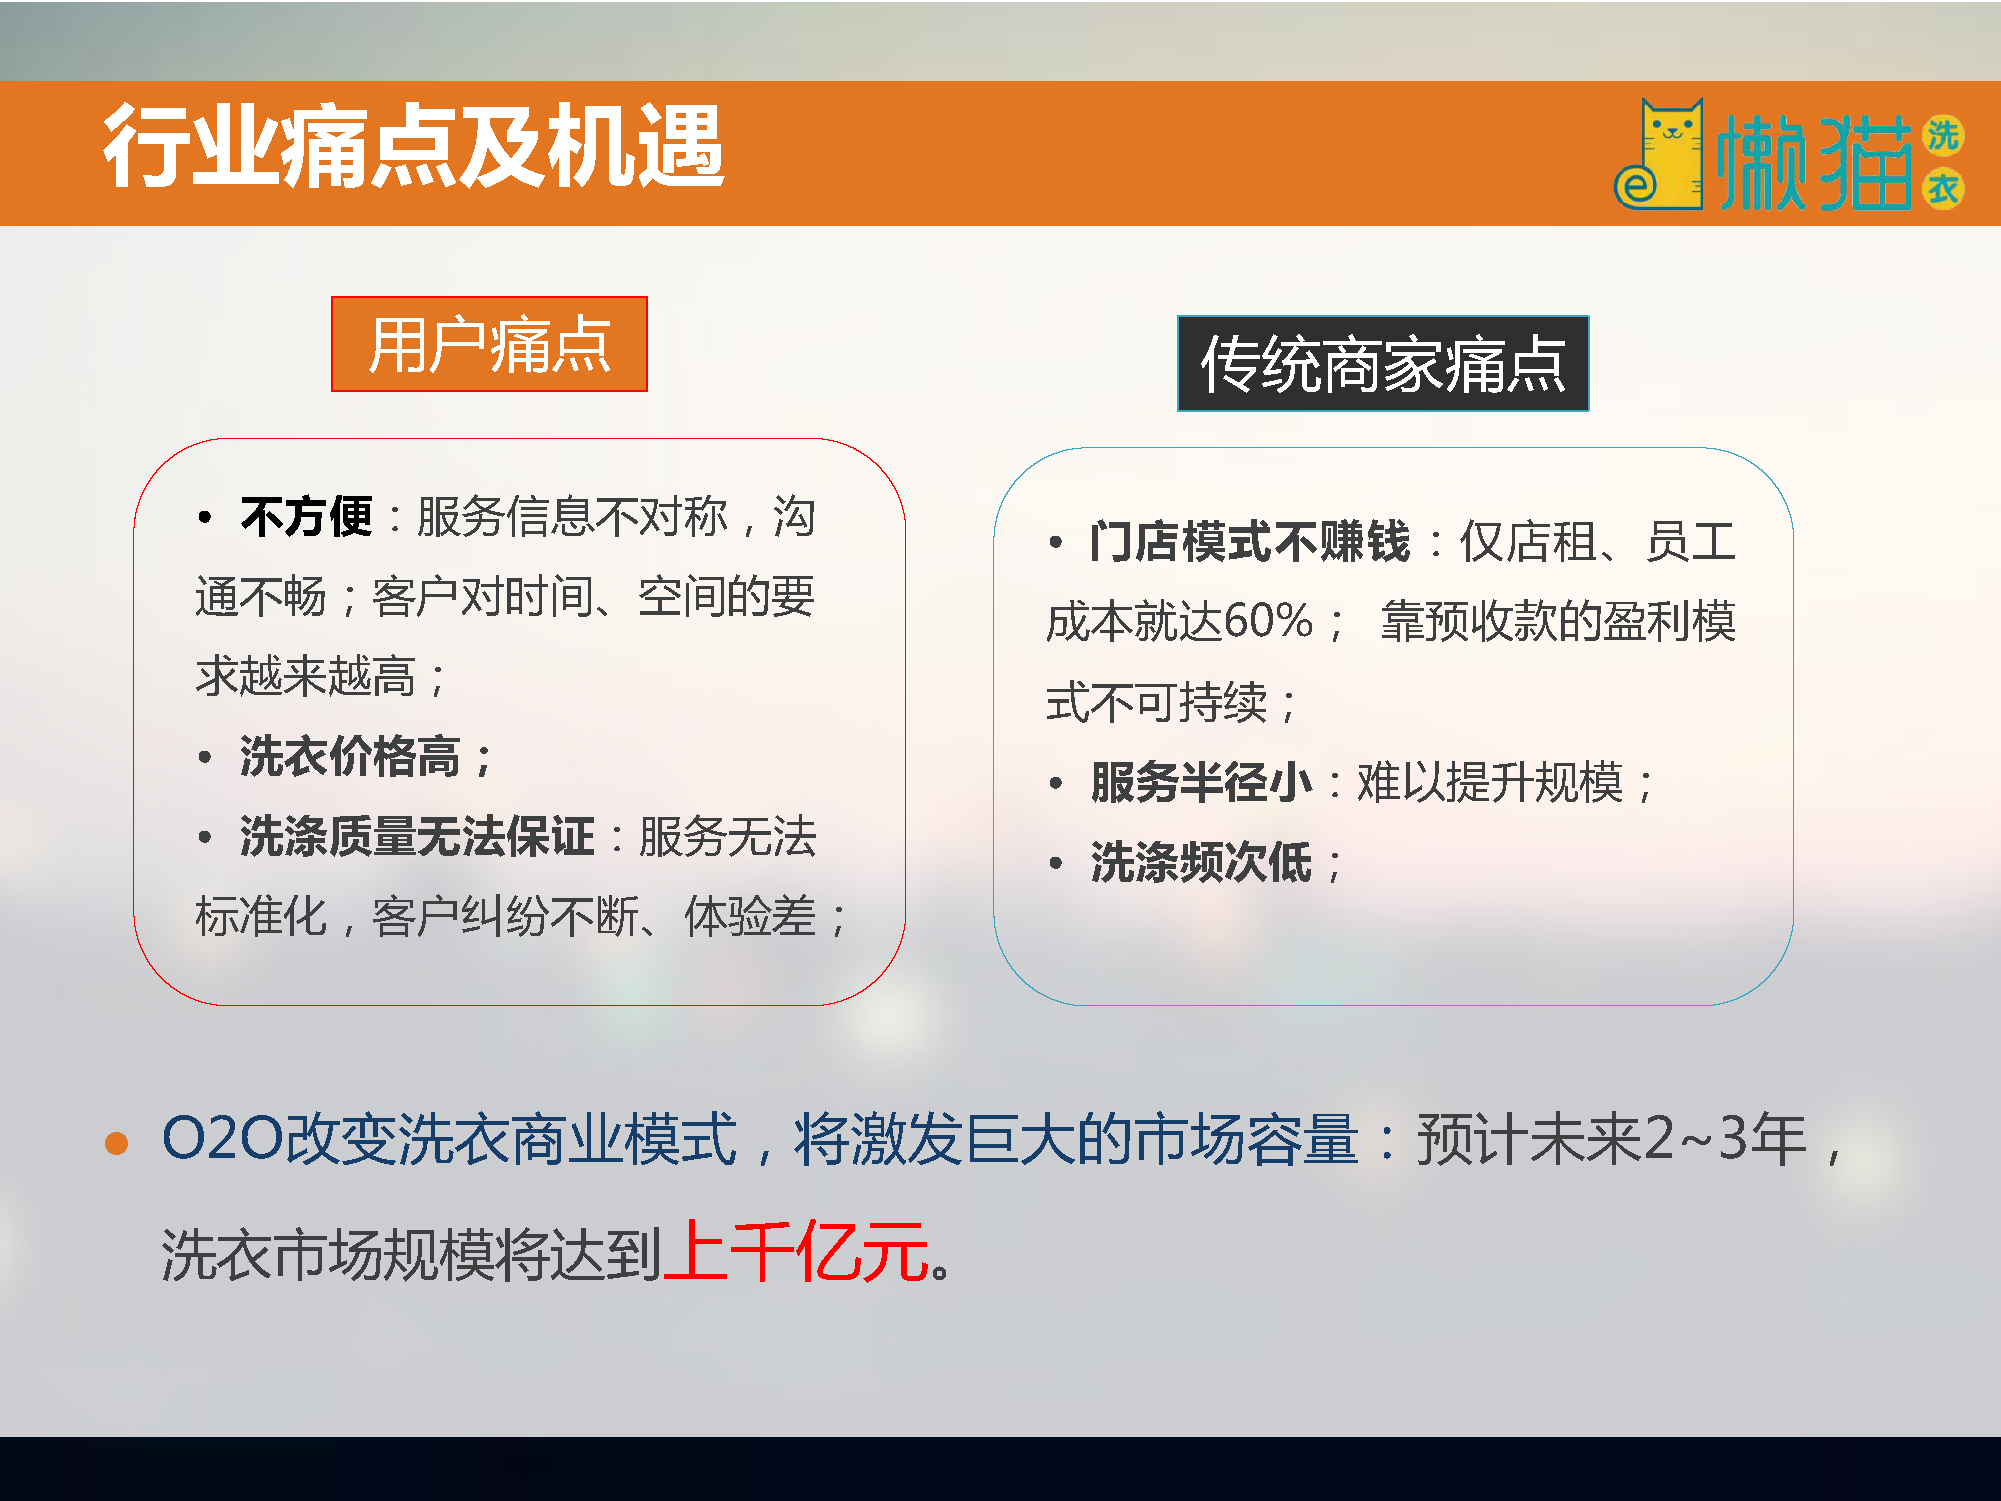 行业痛点及机遇
e懒猫洗衣
用户痛点
• 不方便：服务信息不对称，沟
通不畅；客户对时间、空间的要
求越来越高；
• 洗衣价格高；
• 洗涤质量无法保证：服务无法
标准化，客户纠纷不断、体验差；
传统商家痛点
• 门店模式不赚钱：仅店租、员工
成本就达60%； 靠预收款的盈利模
式不可持续；
• 服务半径小：难以提升规模；
• 洗涤频次低；
• O2O改变洗衣商业模式，将激发巨大的市场容量：预计未来2~3年，
洗衣市场规模将达到上千亿元。